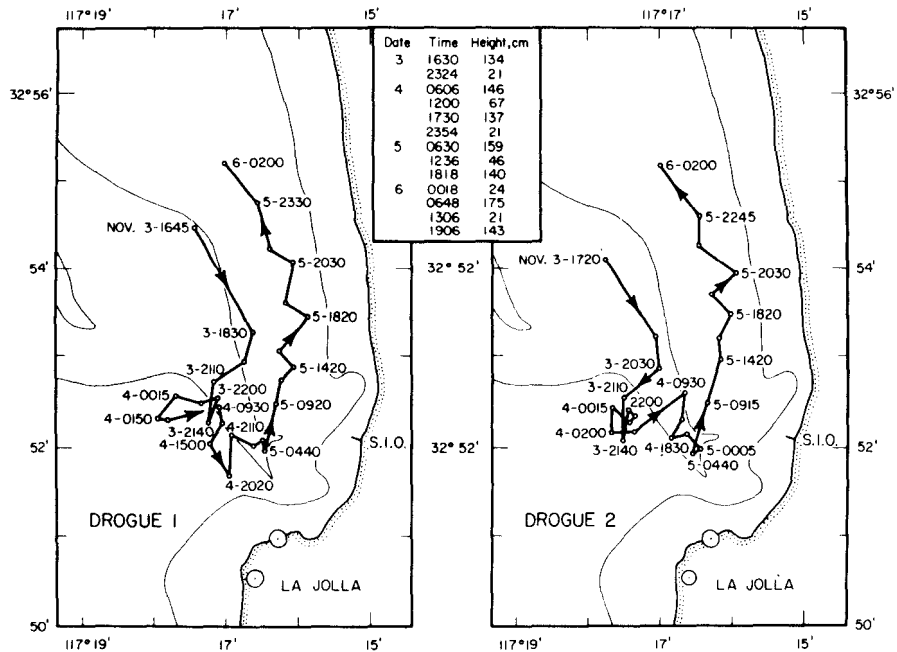 117° 19' 17' 15' 117° 17' 15'
Date Time Height, cm
3 1630 134
2324 21
4 0606 146
1200 67
1730 137
2354 21
5 0630 159
1236 46
1818 140
6 0018 24
0648 175
1306 21
1906 143
32° 56' 32° 56'
6-0200
5-2330
NOV. 3-1645
5-2030
54'
3-1830
5-1820
3-2110
5-1420
4-0015
3-2200
4-0150
4-0930
5-0920
3-2140
4-2110
4-1500
52'
5-0440
4-2020
S.I.O.
DROGUE 1
LA JOLLA
50'
117° 19' 17' 15'
6-0200
5-2245
NOV. 3-1720
32° 52' 54'
5-2030
5-1820
3-2030
3-2110
4-0930
5-1420
4-0015
2200
5-0915
4-0200
3-2140
4-1830
5-0005
5-0440
32° 52' 52'
S.I.O.
DROGUE 2
LA JOLLA
50'
117° 19' 17' 15'